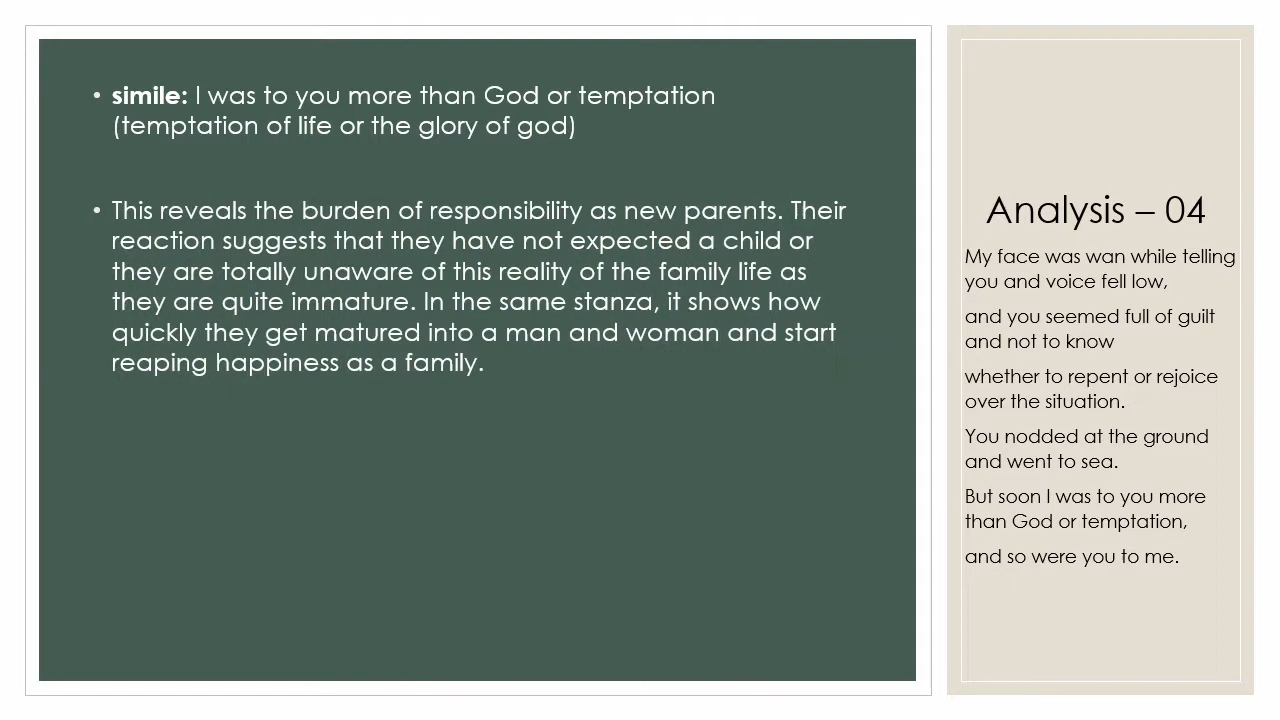 • simile: I was to you more than God or temptation
(temptation of life or the glory of god)
• This reveals the burden of responsibility as new parents. Their
reaction suggests that they have not expected a child or
they are totally unaware of this reality of the family life as
they are quite immature. In the same stanza, it shows how
quickly they get matured into a man and woman and start
reaping happiness as a family.
Analysis – 04
My face was wan while telling
you and voice fell low,
and you seemed full of guilt
and not to know
whether to repent or rejoice
over the situation.
You nodded at the ground
and went to sea.
But soon I was to you more
than God or temptation,
and so were you to me.